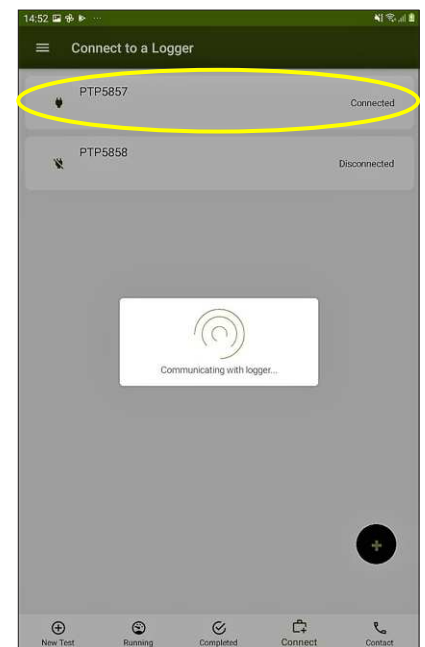 14:52
Connect to a Logger
PTP5857
Connected
PTP5858
Disconnected
Communicating with logger...
New Test Running Completed Connect Contact